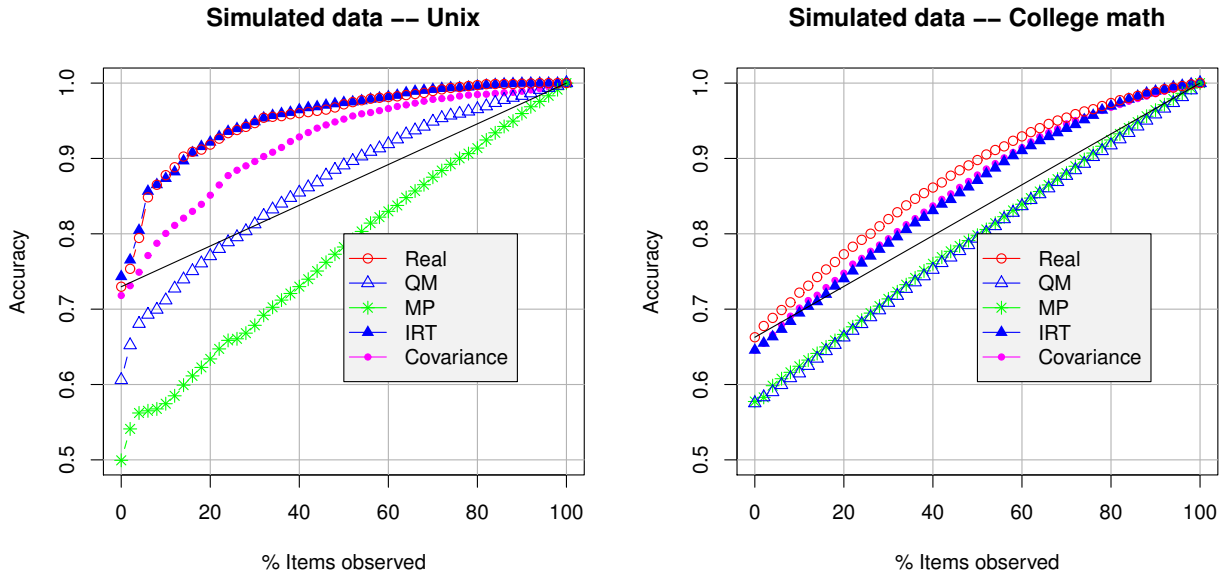 Simulated data −− Unix
1.0
0.9
0.8
0.7
0.6
0.5
Accuracy
Real
QM
MP
IRT
Covariance
0 20 40 60 80 100
% Items observed
Simulated data −− College math
1.0
0.9
0.8
0.7
0.6
0.5
Accuracy
Real
QM
MP
IRT
Covariance
0 20 40 60 80 100
% Items observed